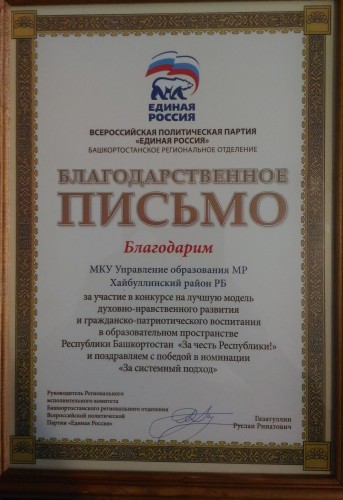 ЕДИНАЯ
РОССИЯ
ВСЕРОССИЙСКАЯ ПОЛИТИЧЕСКАЯ ПАРТИЯ
«ЕДИНАЯ РОССИЯ»
БАШКОРТОСТАНСКОЕ РЕГИОНАЛЬНОЕ ОТДЕЛЕНИЕ
БЛАГОДАРСТВЕННОЕ
ПИСЬМО
Благодарим
МКУ Управление образования МР
Хайбуллинский район РБ
за участие в конкурсе на лучшую модель
духовно-нравственного развития
и гражданско-патриотического воспитания
в образовательном пространстве
Республики Башкортостан «За честь Республики!»
и поздравляем с победой в номинации
«За системный подход»
Руководитель Регионального
исполнительного комитета
Башкортостанского регионального отделения
Всероссийской политической
Партии «Единая Россия»
Газатуллин
Руслан Ринатович